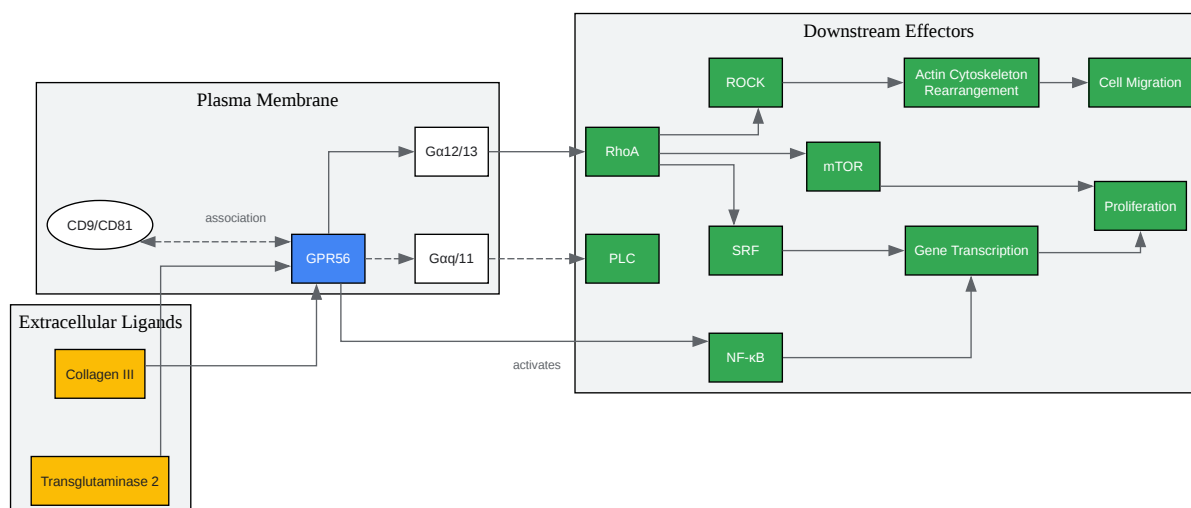 Downstream Effectors
ROCK
Actin Cytoskeleton
Rearrangement
Cell Migration
Plasma Membrane
Gα12/13
RhoA
mTOR
Proliferation
CD9/CD81
association
GPR56
Gαq/11
PLC
SRF
Gene Transcription
Extracellular Ligands
Collagen III
activates
NF-κB
Transglutaminase 2